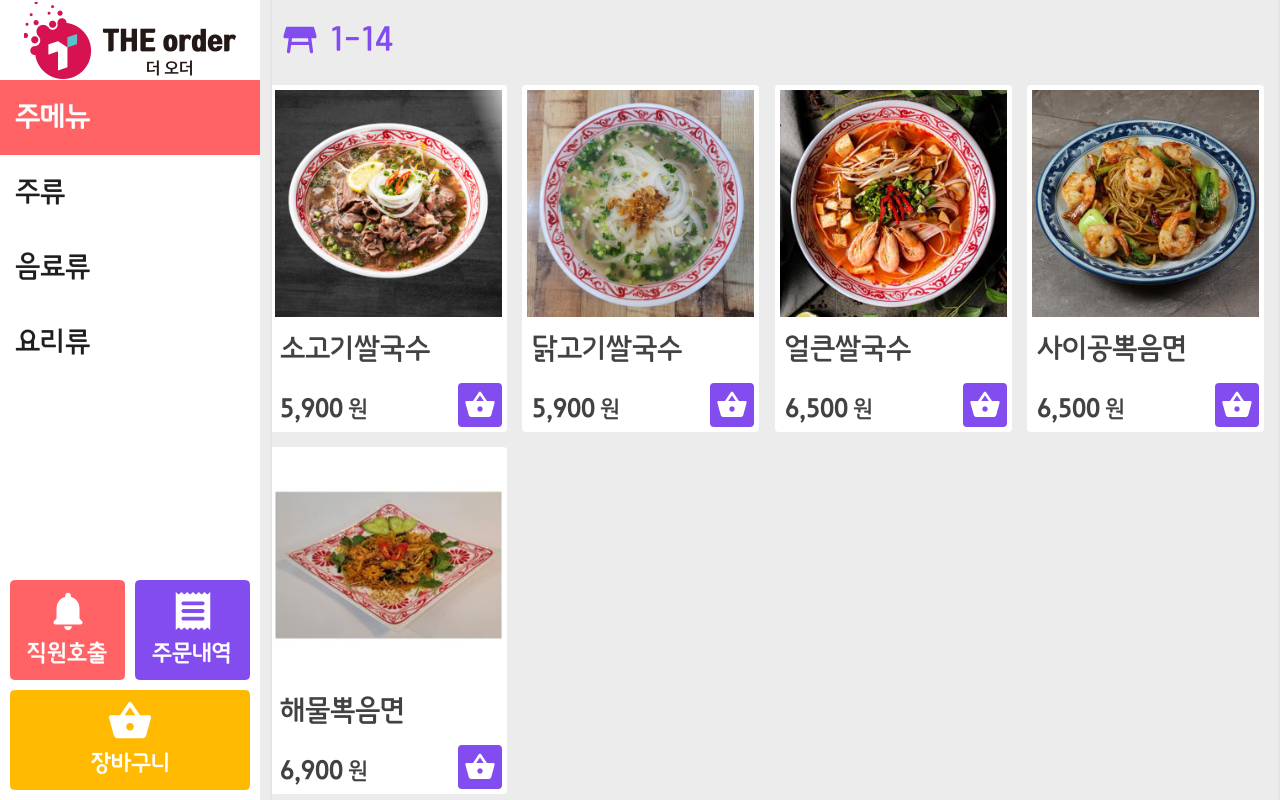 THE order
더 오더
주메뉴
주류
음료류
요리류
직원호출
주문내역
장바구니
1-14
소고기쌀국수
5,900 원
닭고기쌀국수
5,900 원
얼큰쌀국수
6,500 원
사이공뽁음면
6,500 원
해물뽁음면
6,900 원